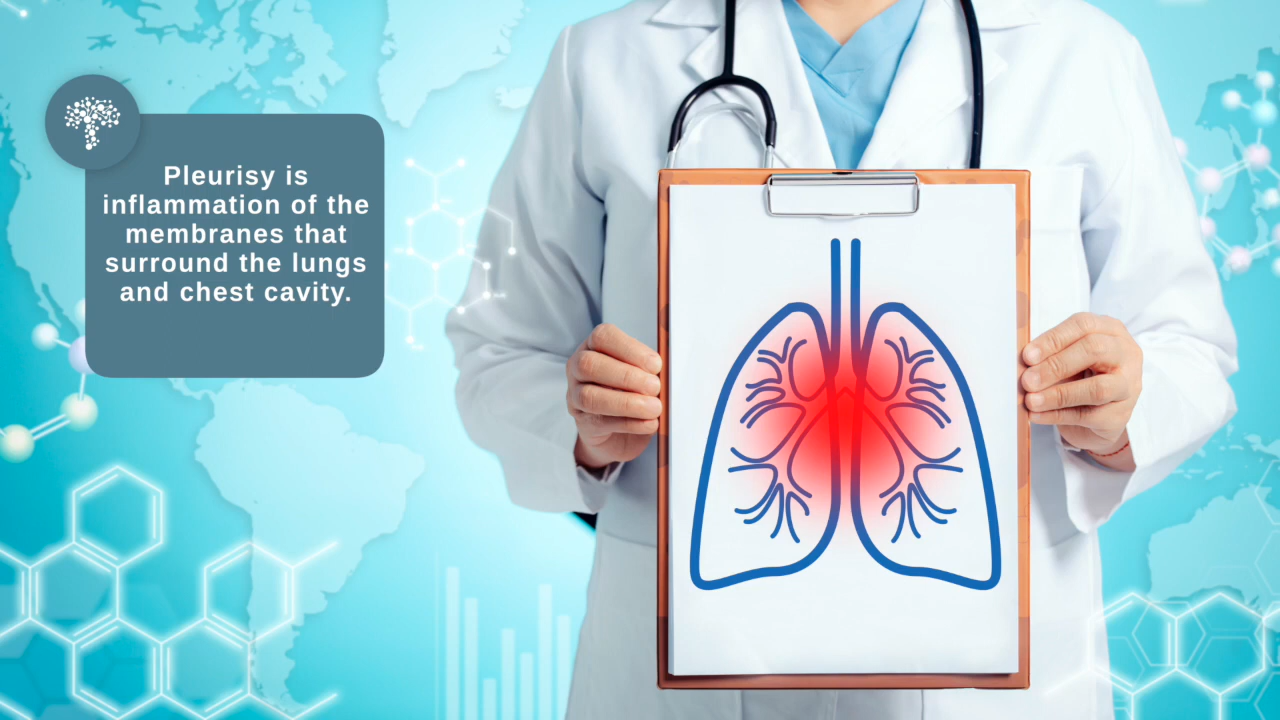 Pleurisy is
inflammation of the
membranes that
surround the lungs
and chest cavity.